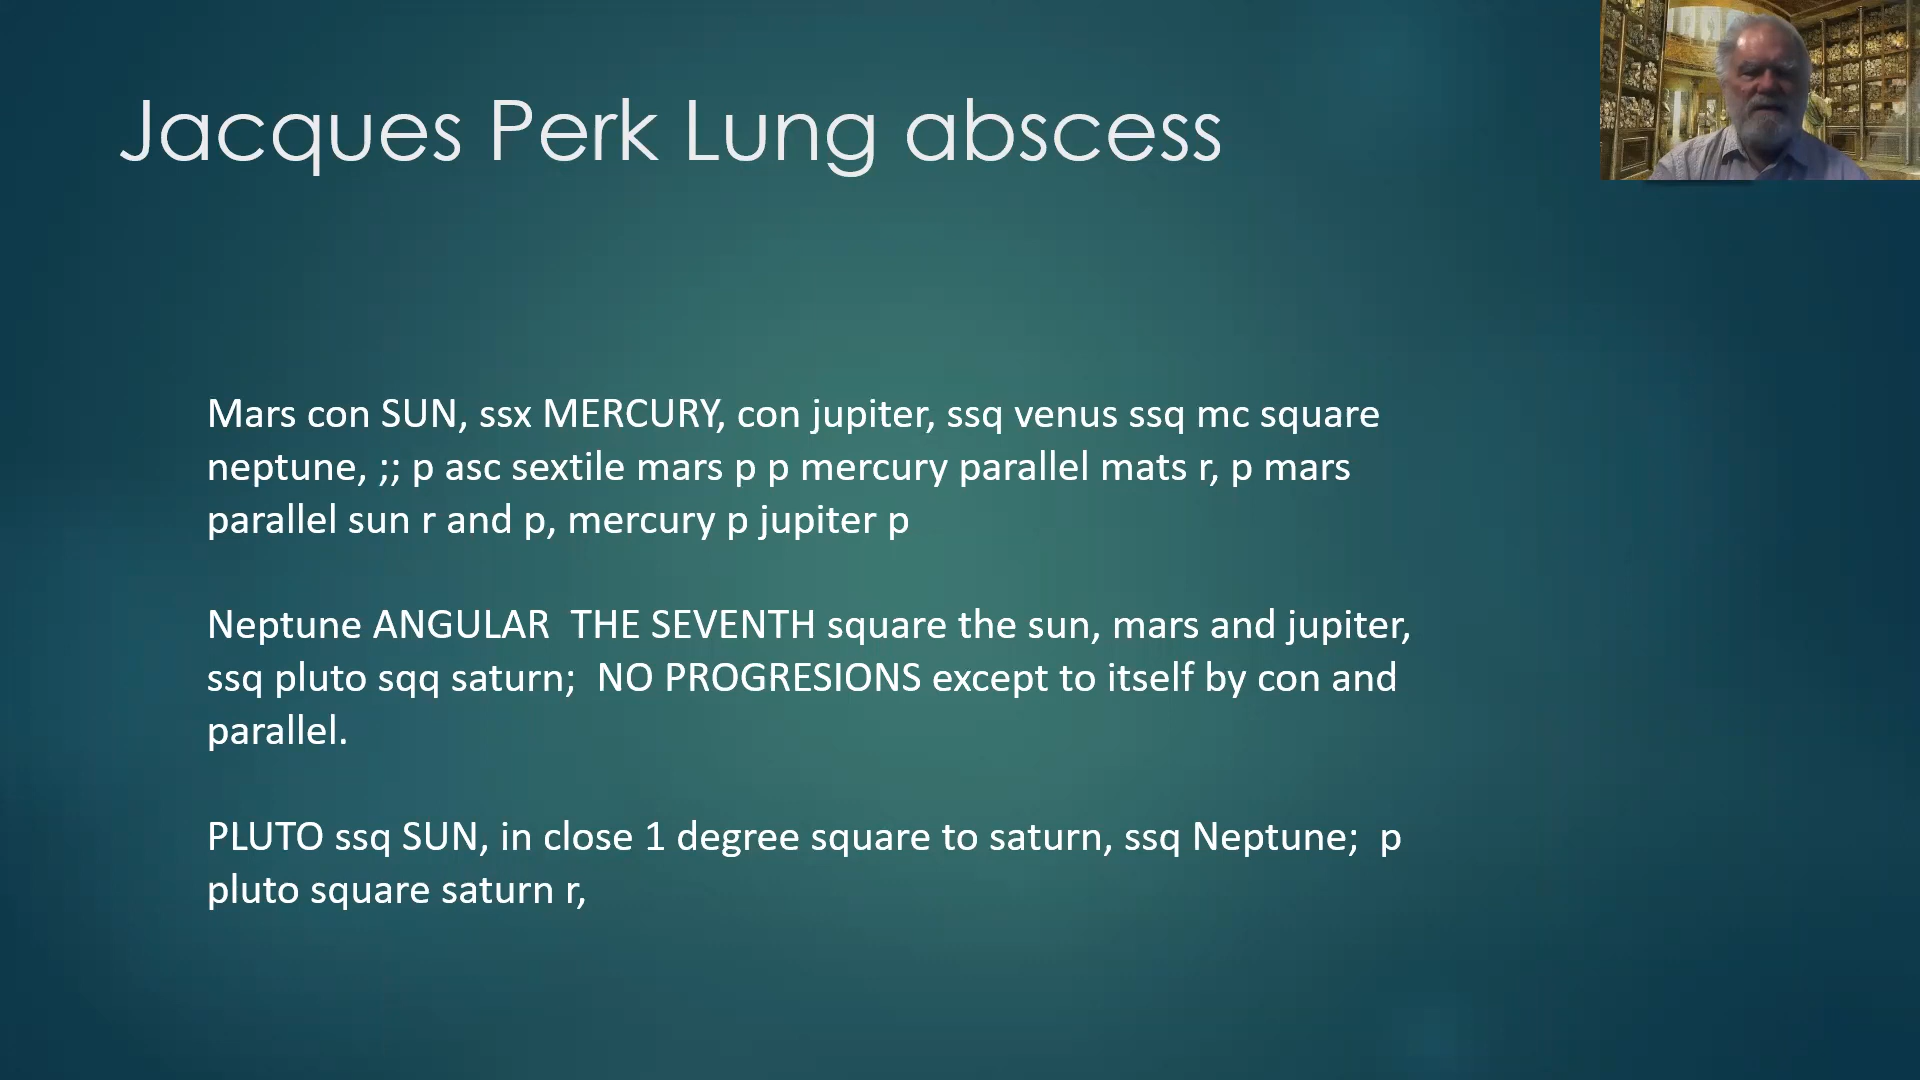 Jacques Perk Lung abscess
Mars con SUN, ssx MERCURY, con jupiter, ssq venus ssq mc square
neptune, ;; p asc sextile mars p p mercury parallel mats r, p mars
parallel sun r and p, mercury p jupiter p
Neptune ANGULAR  THE SEVENTH square the sun, mars and jupiter,
ssq pluto sqq saturn;  NO PROGRESIONS except to itself by con and
parallel.
PLUTO ssq SUN, in close 1 degree square to saturn, ssq Neptune;  p
pluto square saturn r,